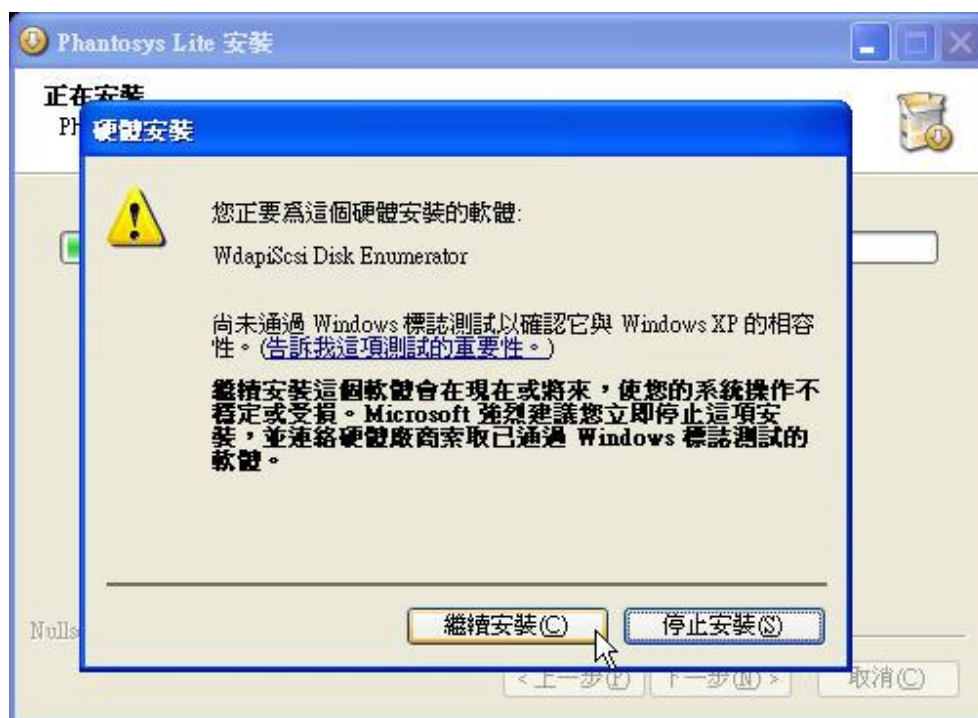 Phantosys Lite 安裝
正在安裝
Ph
硬體安裝
您正要為這個硬體安裝的軟體:
WdapiScsi Disk Enumerator
尚未通過 Windows 標誌測試以確認它與 Windows XP 的相容
性。(告訴我這項測試的重要性。)
繼續安裝這個軟體會在現在或將來，使您的系統操作不
穩定或受損。Microsoft 強烈建議您立即停止這項安
裝，並連絡硬體廠商索取已通過 Windows 標誌測試的
軟體。
繼續安裝(C)
停止安裝(S)
Nulls
< 上一步(P)
下一步(N) >
取消(C)